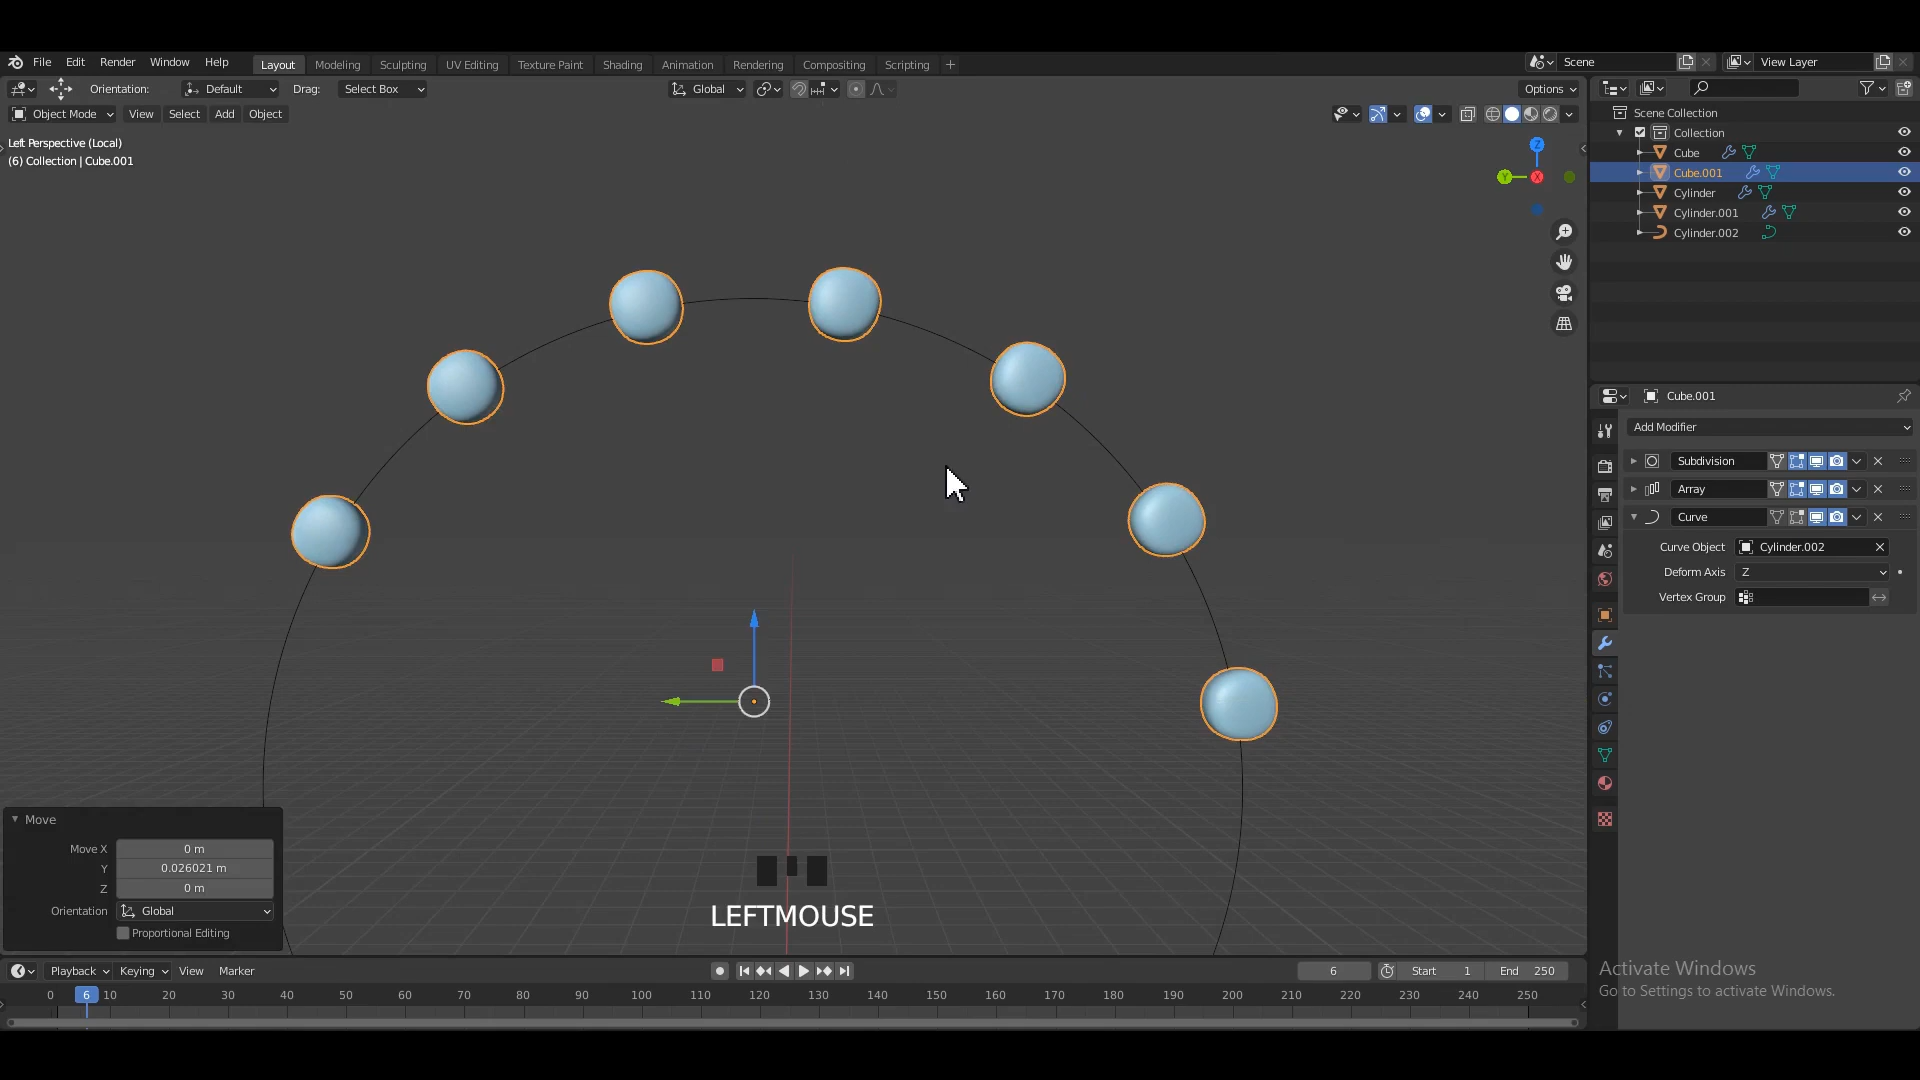 File Edit Render Window Help Layout Modeling Sculpting UV Editing Texture Paint Shading Animation Rendering Compositing Scripting + Scene View Layer
Orientation: Default Drag: Select Box Global Options
Object Mode View Select Add Object
Left Perspective (Local)
(6) Collection | Cube.001
Z
Y
X
Scene Collection
Collection
Cube
Cube.001
Cylinder
Cylinder.001
Cylinder.002
Cube.001
Add Modifier
Subdivision
Array
Curve
Curve Object Cylinder.002
Deform Axis Z
Vertex Group
Move
Move X 0 m
Y 0.026021 m
Z 0 m
Orientation Global
Proportional Editing
LEFTMOUSE
Playback Keying View Marker 6 Start 1 End 250
0 6 10 20 30 40 50 60 70 80 90 100 110 120 130 140 150 160 170 180 190 200 210 220 230 240 250
Activate Windows
Go to Settings to activate Windows.